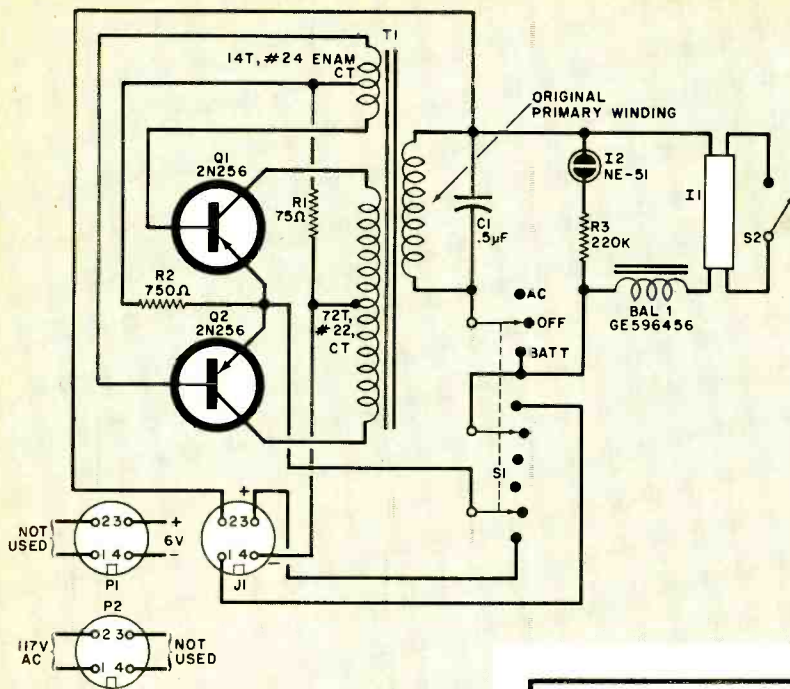 T1
14T, #24 ENAM
CT
ORIGINAL
PRIMARY WINDING
Q1
2N256
I2
NE-51
I1
R1
75Ω
C1
.5µF
R3
220K
S2
R2
750Ω
AC
OFF
BAL 1
GE596456
Q2
2N256
72T,
#22,
CT
BATT
S1
+
NOT
USED
2 3
1 4
+
6V
−
P1
2 3
1 4
−
J1
P2
117V
AC
2 3
1 4
NOT
USED